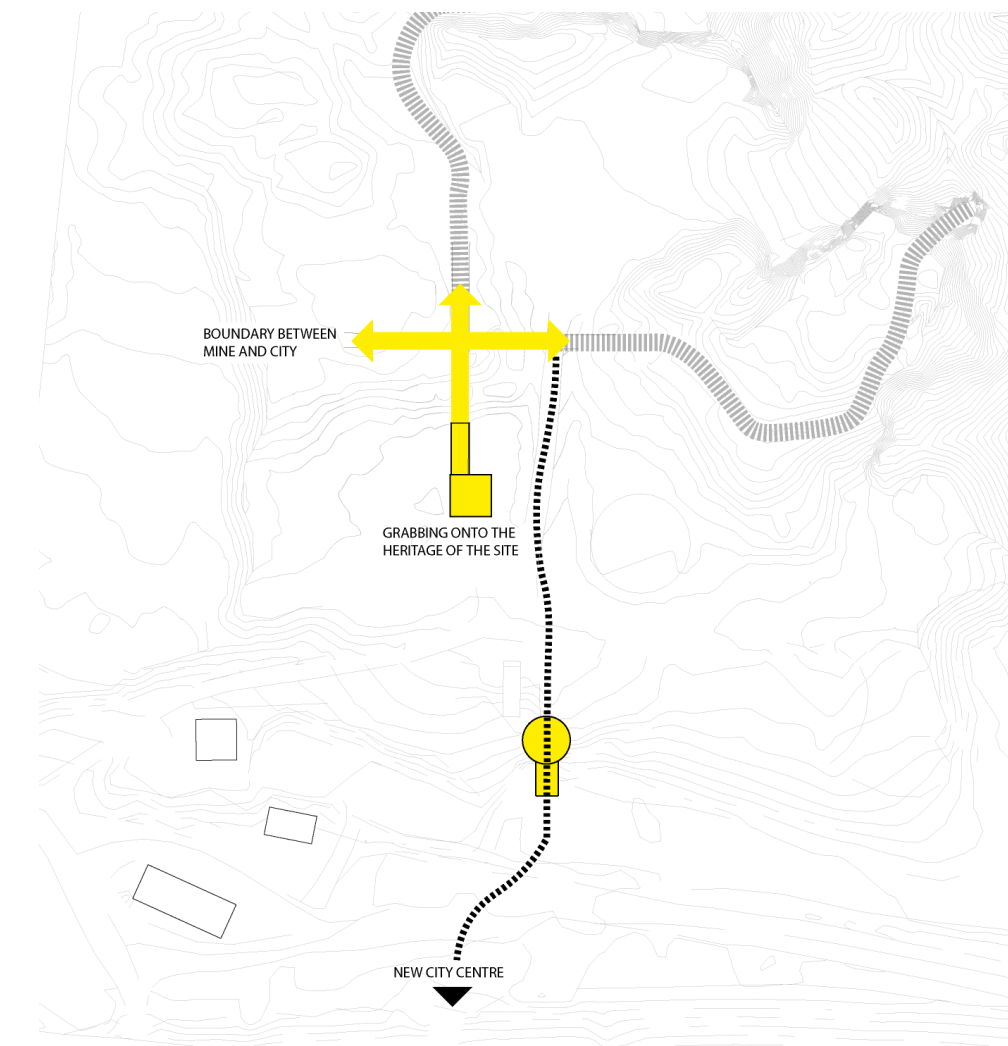 BOUNDARY BETWEEN
MINE AND CITY
GRABBING ONTO THE
HERITAGE OF THE SITE
NEW CITY CENTRE